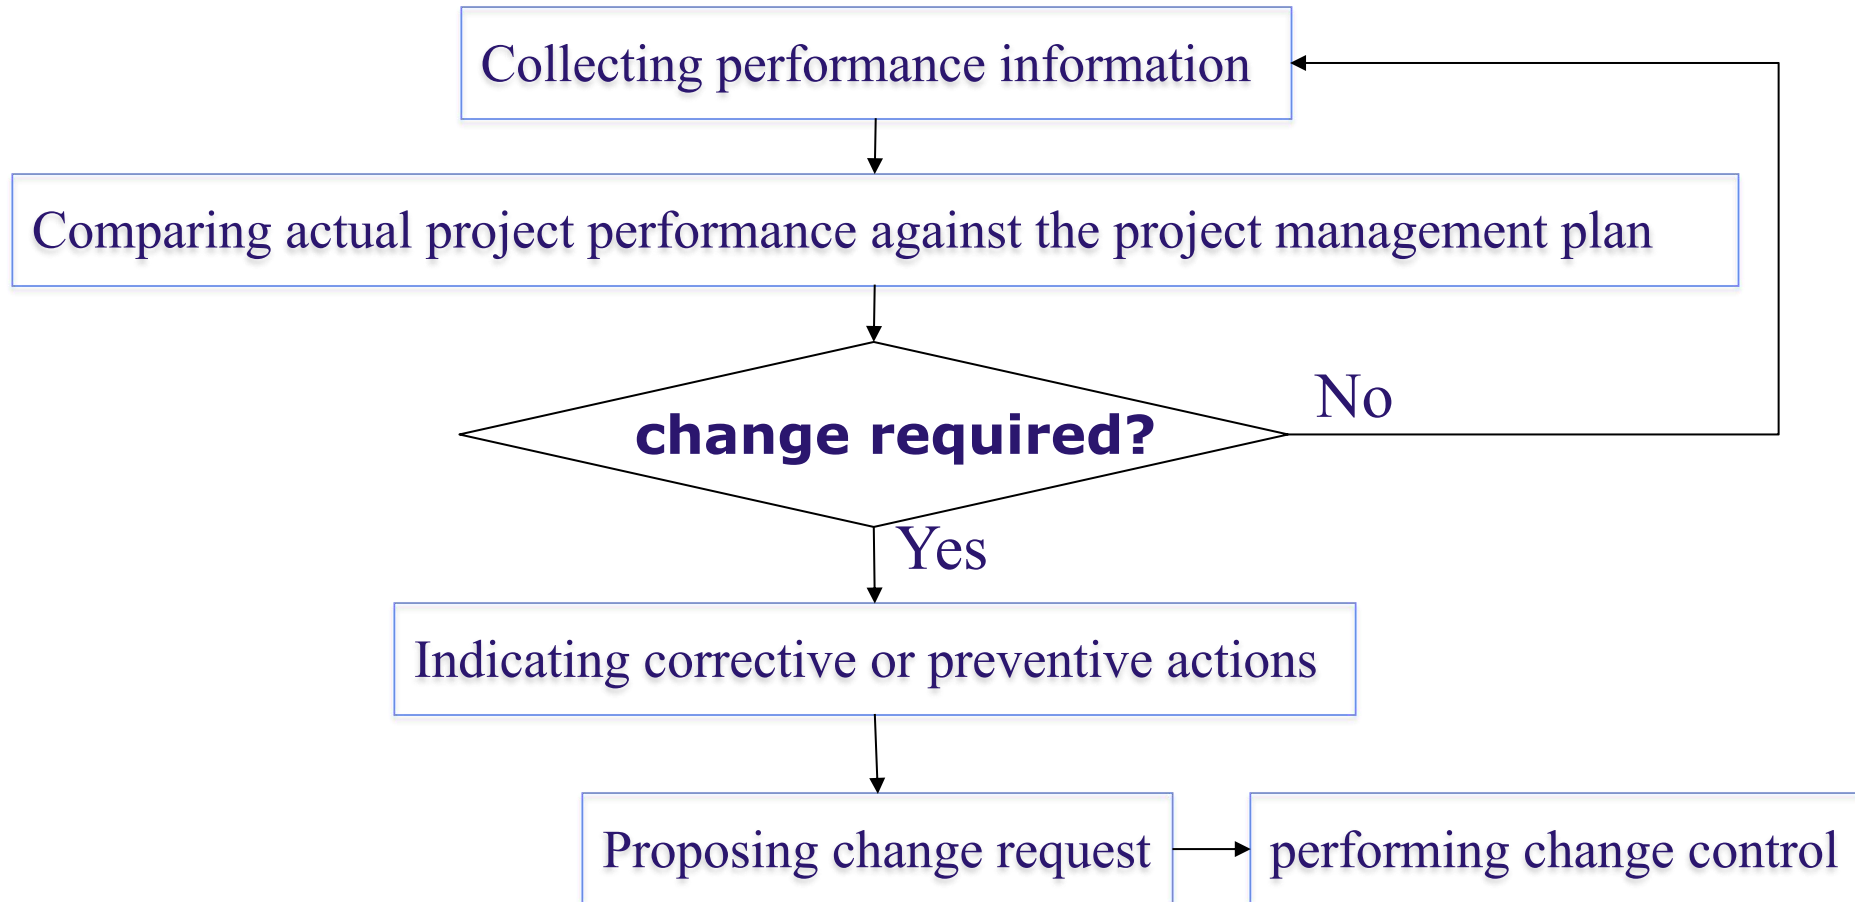 Collecting performance information
Comparing actual project performance against the project management plan
change required?
No
Yes
Indicating corrective or preventive actions
Proposing change request
performing change control